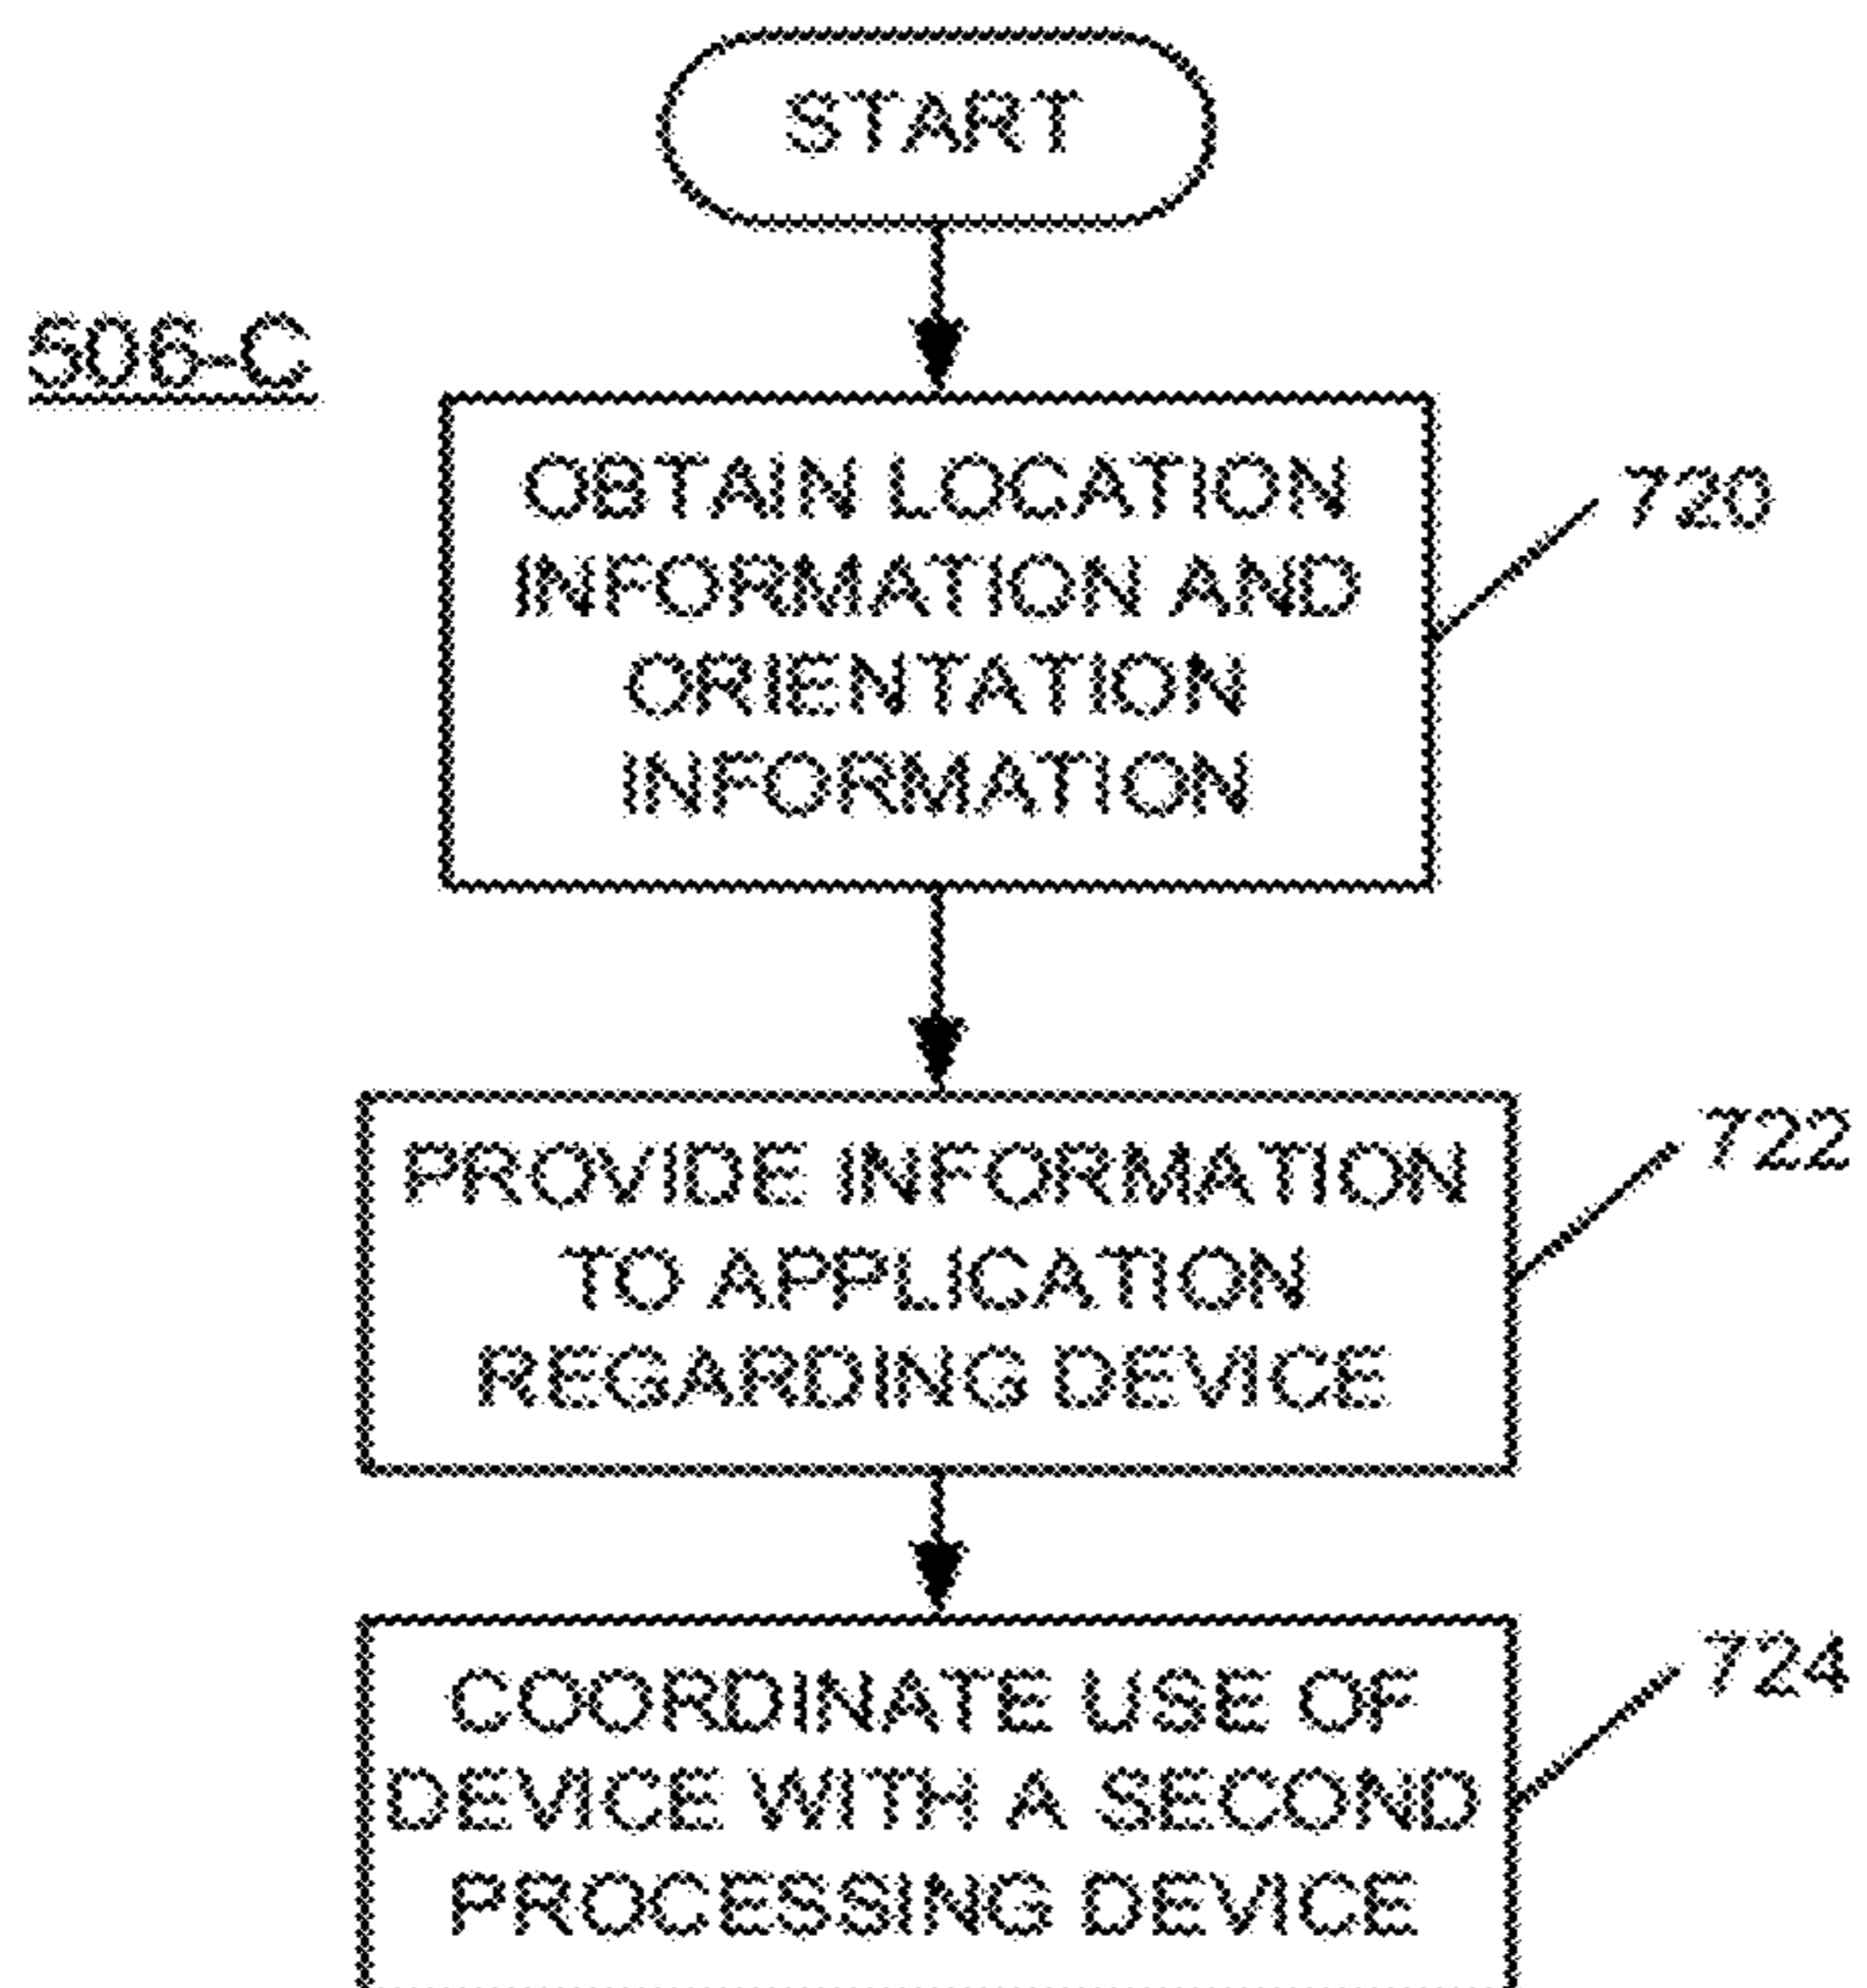 START
506-C
OBTAIN LOCATION
INFORMATION AND
ORIENTATION
INFORMATION
720
PROVIDE INFORMATION
TO APPLICATION
REGARDING DEVICE
722
COORDINATE USE OF
DEVICE WITH A SECOND
PROCESSING DEVICE
724